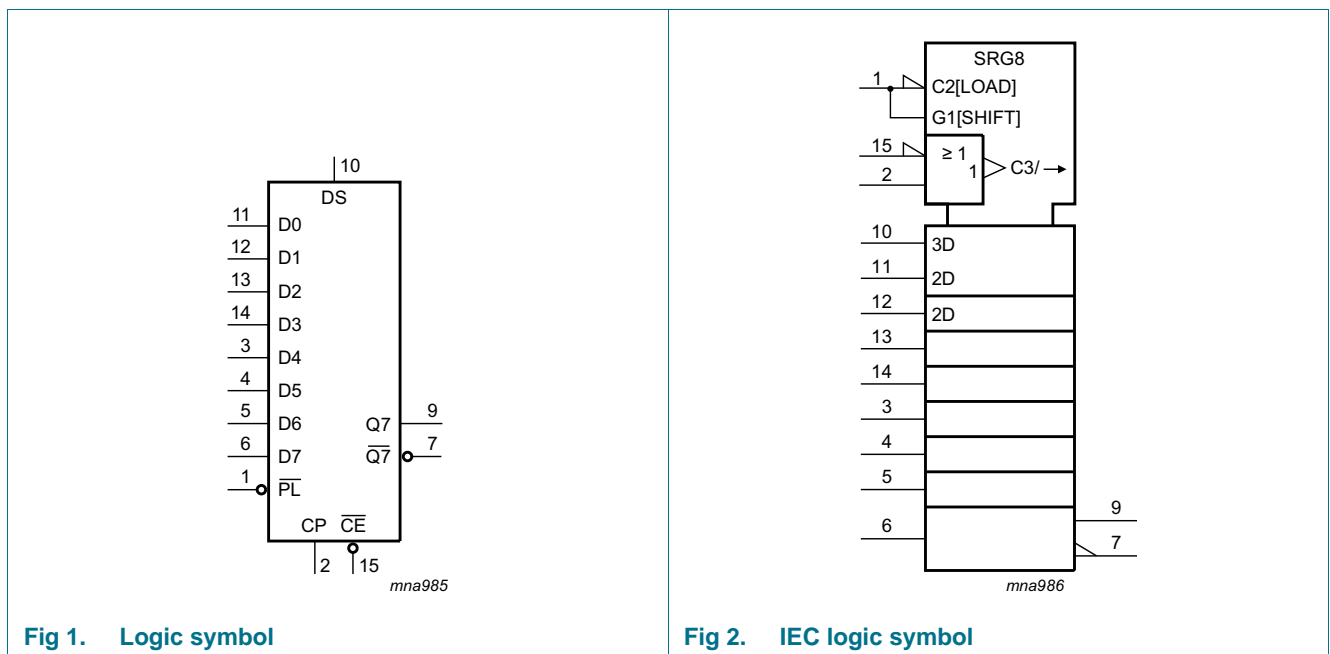 10
DS
11 D0
12 D1
13 D2
14 D3
3 D4
4 D5
5 D6 Q7 9
6 D7 Q7̅ 7
1 P̅L̅
CP C̅E̅
2 15
mna985
Fig 1. Logic symbol
SRG8
1 C2[LOAD]
G1[SHIFT]
15 ≥ 1
2 1 C3/ →
10 3D
11 2D
12 2D
13
14
3
4
5
6 9
7
mna986
Fig 2. IEC logic symbol